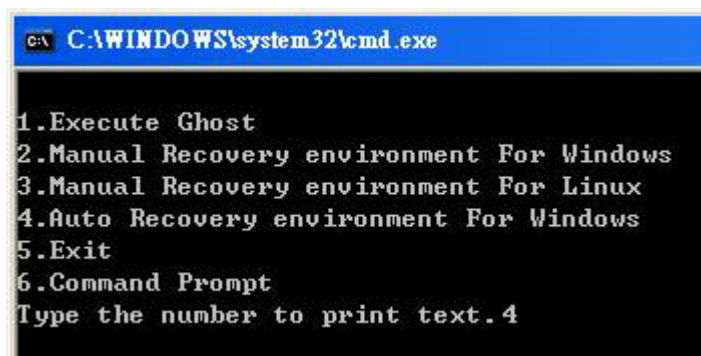 C:\WINDOWS\system32\cmd.exe
1.Execute Ghost
2.Manual Recovery environment For Windows
3.Manual Recovery environment For Linux
4.Auto Recovery environment For Windows
5.Exit
6.Command Prompt
Type the number to print text.4